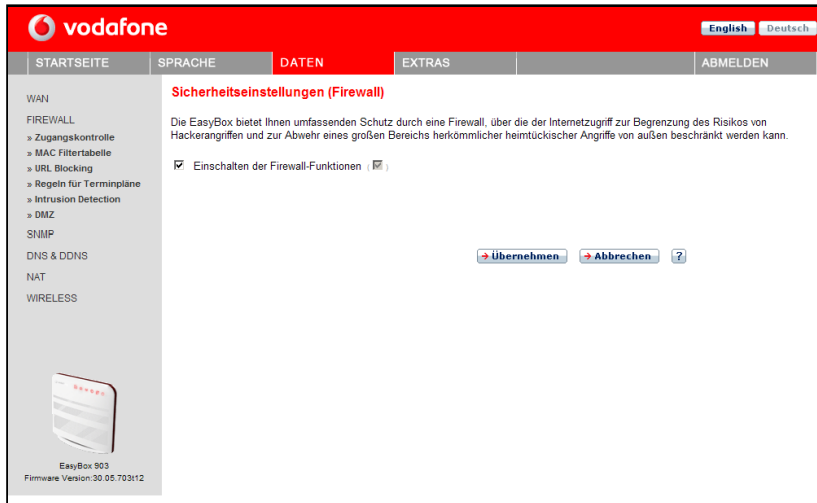 vodafone
English Deutsch
STARTSEITE SPRACHE DATEN EXTRAS ABMELDEN
WAN
FIREWALL
» Zugangskontrolle
» MAC Filtertabelle
» URL Blocking
» Regeln für Terminpläne
» Intrusion Detection
» DMZ
SNMP
DNS & DDNS
NAT
WIRELESS
EasyBox 903
Firmware Version:30.05.703t12
Sicherheitseinstellungen (Firewall)
Die EasyBox bietet Ihnen umfassenden Schutz durch eine Firewall, über die der Internetzugriff zur Begrenzung des Risikos von
Hackerangriffen und zur Abwehr eines großen Bereichs herkömmlicher heimtückischer Angriffe von außen beschränkt werden kann.
Einschalten der Firewall-Funktionen ( )
Übernehmen Abbrechen ?